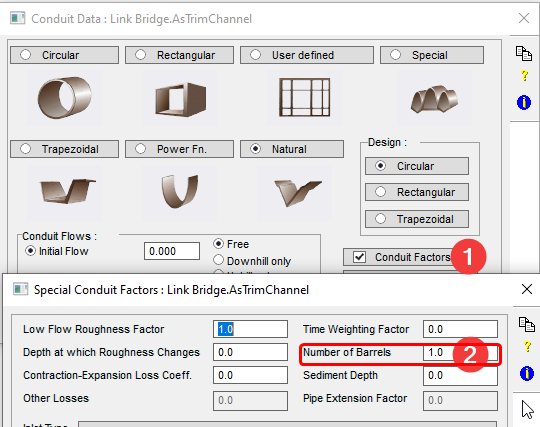 Conduit Data : Link Bridge.AsTrimChannel
Circular
Rectangular
User defined
Special
Trapezoidal
Power Fn.
Natural
Design :
Circular
Rectangular
Trapezoidal
Conduit Flows :
Initial Flow
0.000
Free
Downhill only
Conduit Factors
1
Special Conduit Factors : Link Bridge.AsTrimChannel
Low Flow Roughness Factor
1.0
Time Weighting Factor
0.0
Depth at which Roughness Changes
0.0
Number of Barrels
1.0
2
Contraction-Expansion Loss Coeff.
0.0
Sediment Depth
0.0
Other Losses
0.0
Pipe Extension Factor
0.0
Inlet Type